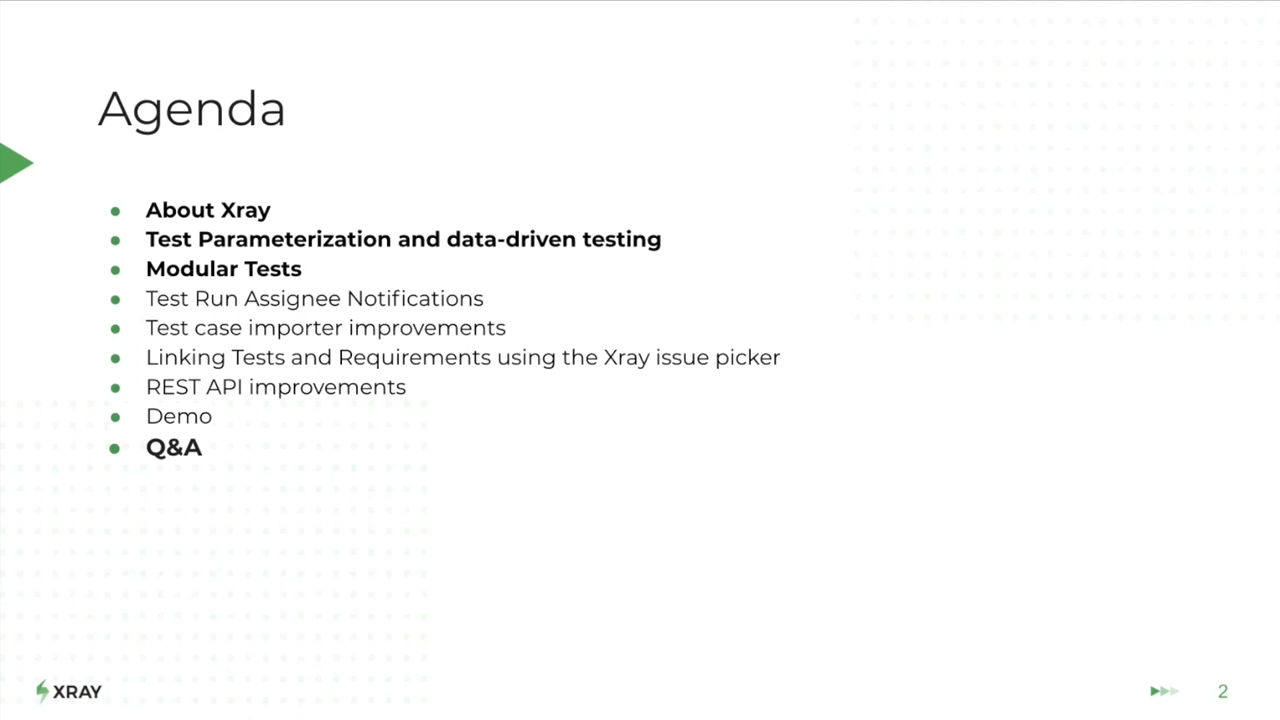 Agenda
About Xray
Test Parameterization and data-driven testing
Modular Tests
Test Run Assignee Notifications
Test case importer improvements
Linking Tests and Requirements using the Xray issue picker
REST API improvements
Demo
Q&A
XRAY
2